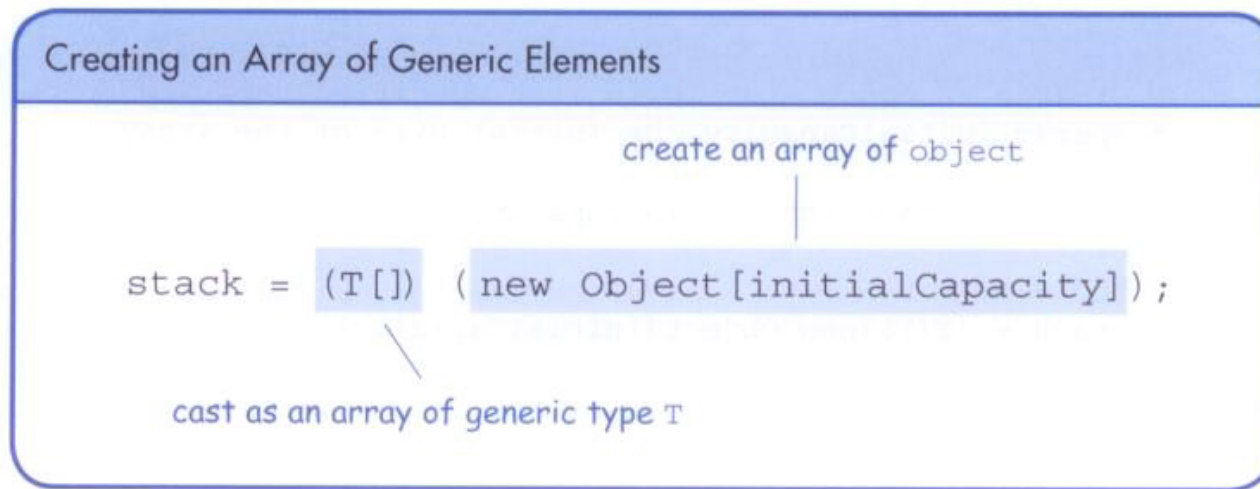 Creating an Array of Generic Elements
create an array of object
stack = (T[]) (new Object[initialCapacity]);
cast as an array of generic type T